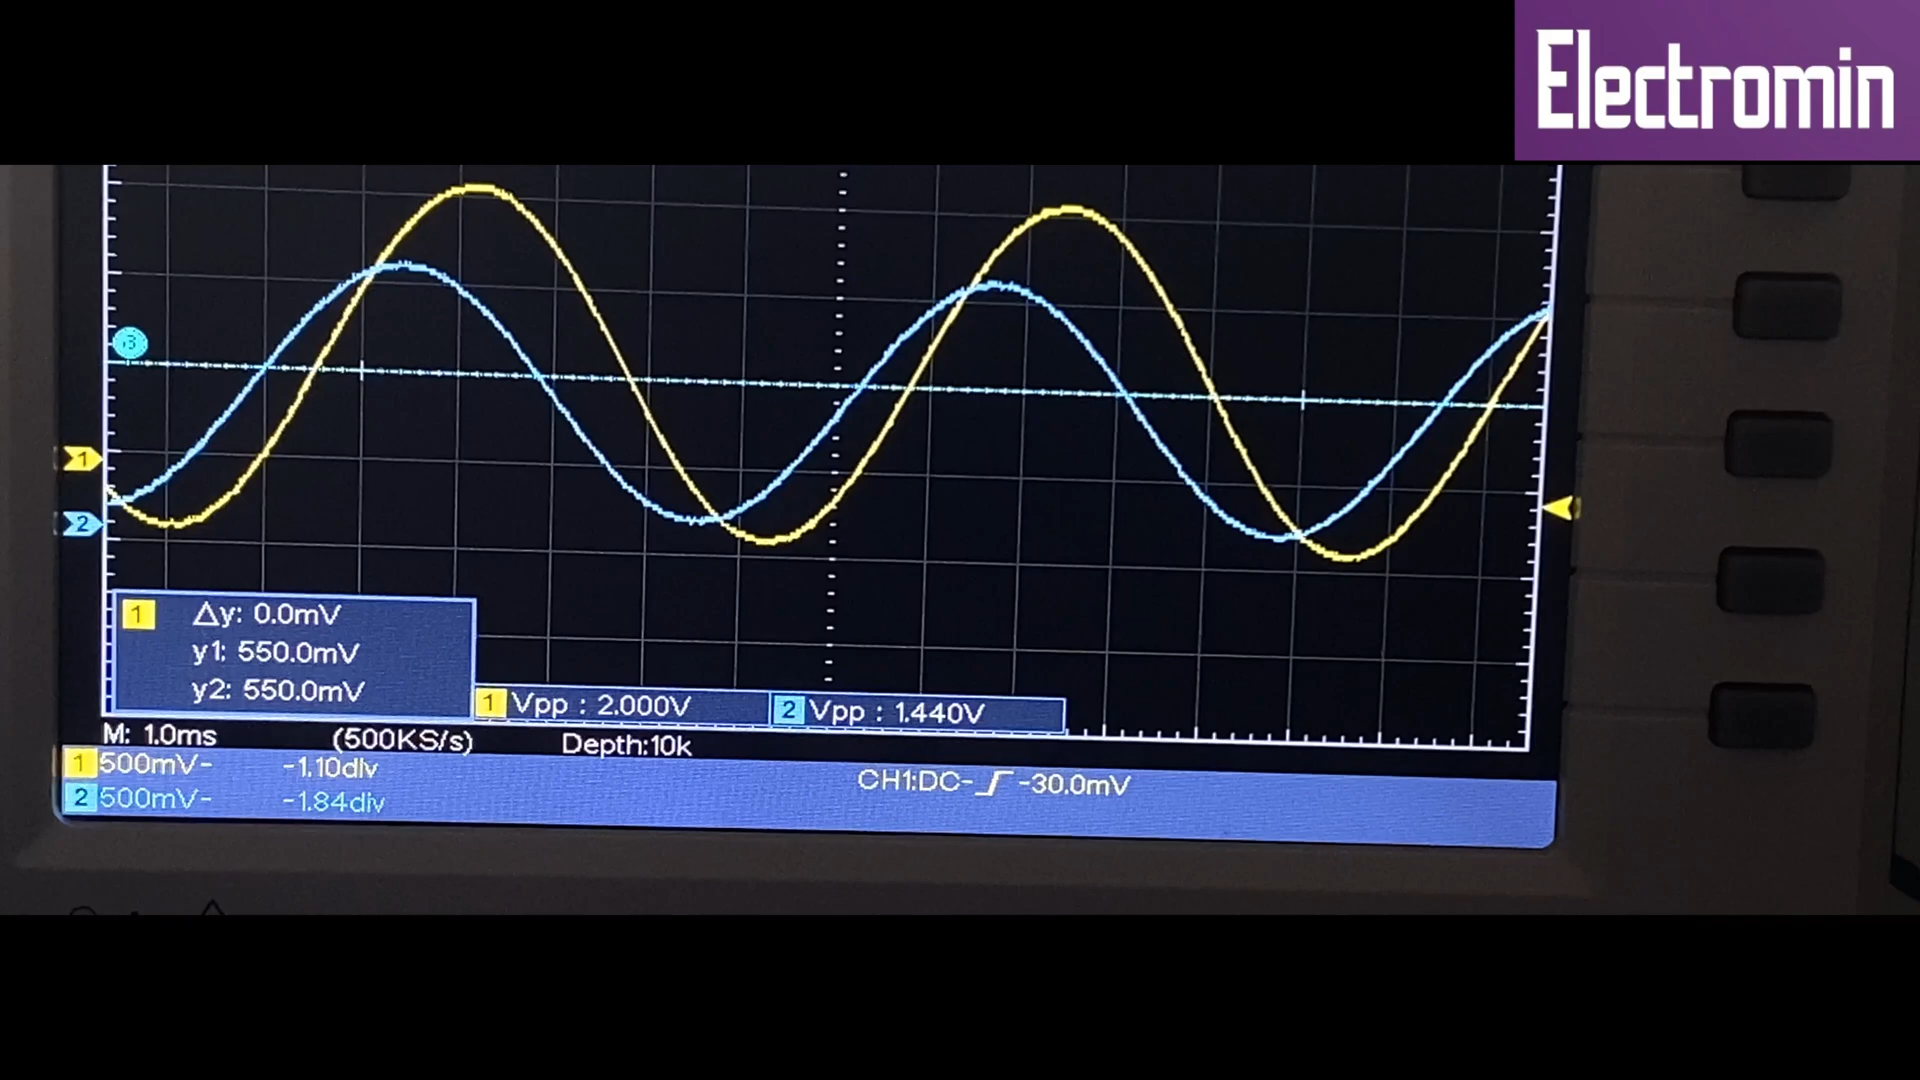 Electromin
3
1
2
1 Δy: 0.0mV
y1: 550.0mV
y2: 550.0mV
1 Vpp : 2.000V 2 Vpp : 1.440V
M: 1.0ms (500KS/s) Depth:10k
1 500mV- -1.10div
CH1:DC- -30.0mV
2 500mV- -1.84div